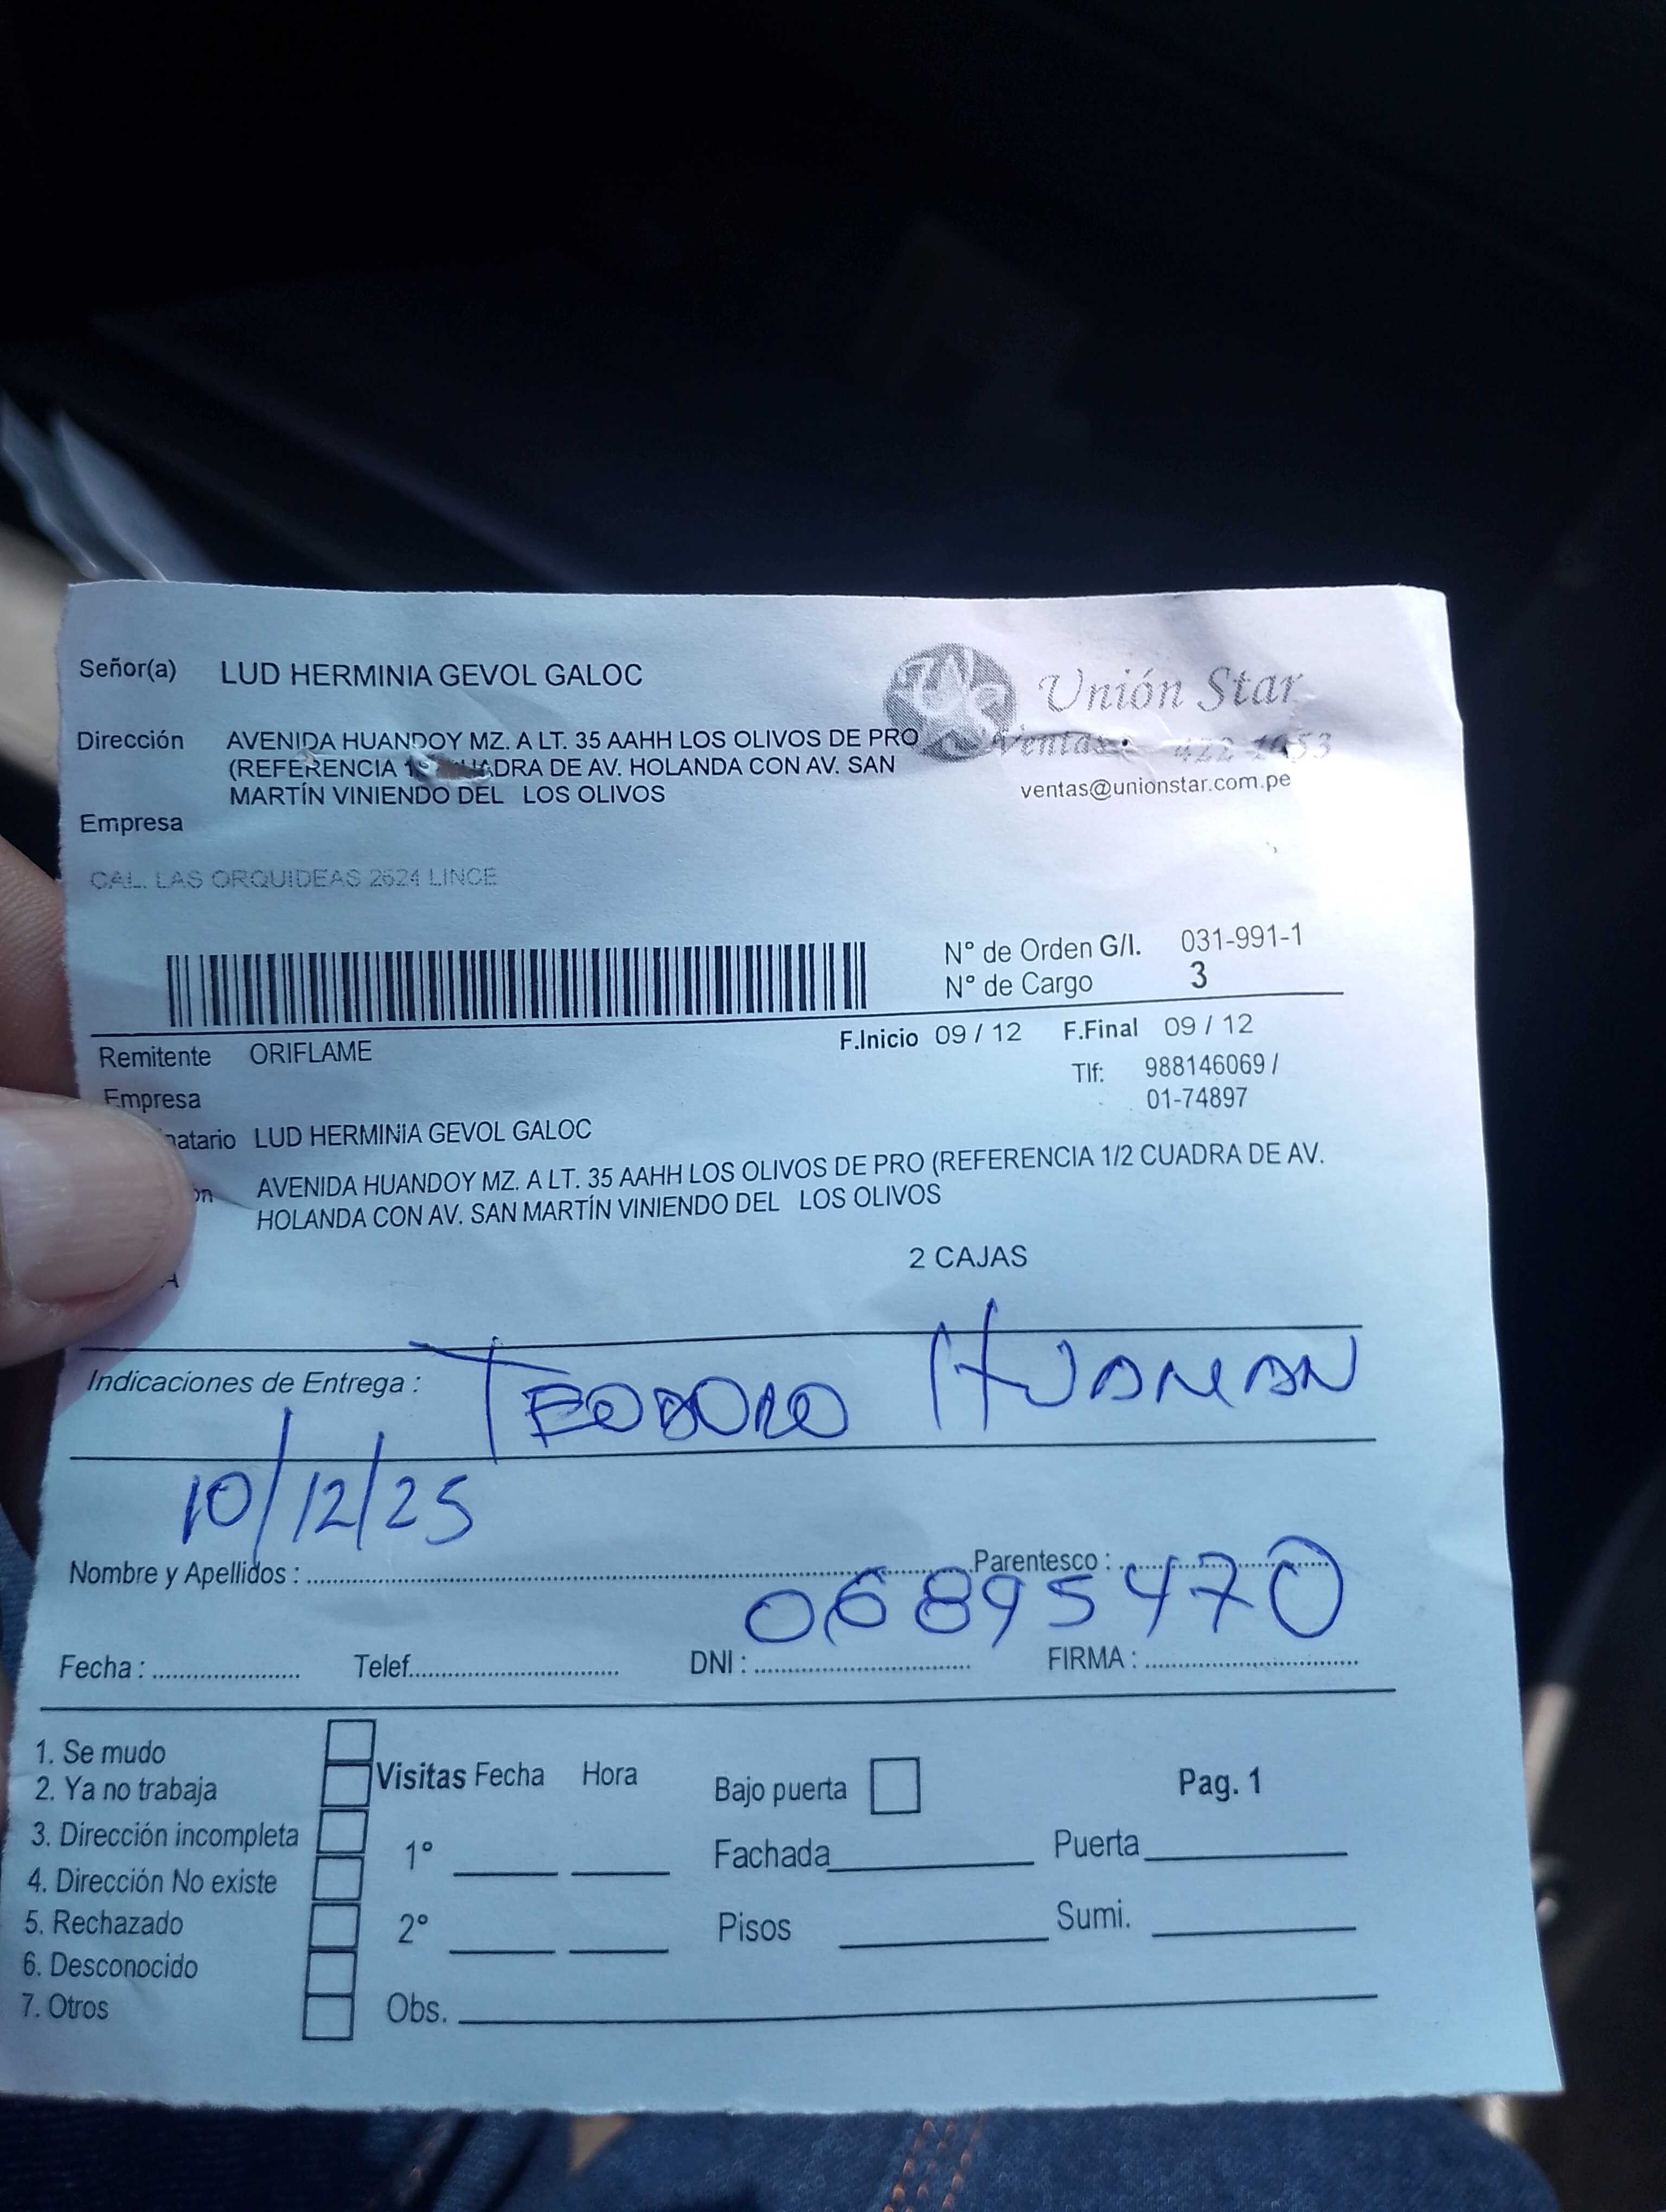 Señor(a) LUD HERMINIA GEVOL GALOC
Unión Star
Dirección AVENIDA HUANDOY MZ. A LT. 35 AAHH LOS OLIVOS DE PRO
(REFERENCIA DE AV. HOLANDA CON AV. SAN
MARTÍN VINIENDO DEL LOS OLIVOS
Ventas: 422-1653
ventas@unionstar.com.pe
Empresa
CAL. LAS ORQUIDEAS 2624 LINCE
N° de Orden G/I. 031-991-1
N° de Cargo 3
Remitente ORIFLAME
F.Inicio 09 / 12 F.Final 09 / 12
Empresa
Tlf: 988146069 /
01-74897
LUD HERMINIA GEVOL GALOC
AVENIDA HUANDOY MZ. A LT. 35 AAHH LOS OLIVOS DE PRO (REFERENCIA 1/2 CUADRA DE AV.
HOLANDA CON AV. SAN MARTÍN VINIENDO DEL LOS OLIVOS
2 CAJAS
Indicaciones de Entrega : TEODORO HUAMAN
10/12/25
Nombre y Apellidos : Parentesco :
06895470
Fecha : Telef. DNI : FIRMA :
1. Se mudo
2. Ya no trabaja
3. Dirección incompleta
4. Dirección No existe
5. Rechazado
6. Desconocido
7. Otros
Visitas Fecha Hora
1°
2°
Obs.
Bajo puerta
Fachada
Pisos
Pag. 1
Puerta
Sumi.